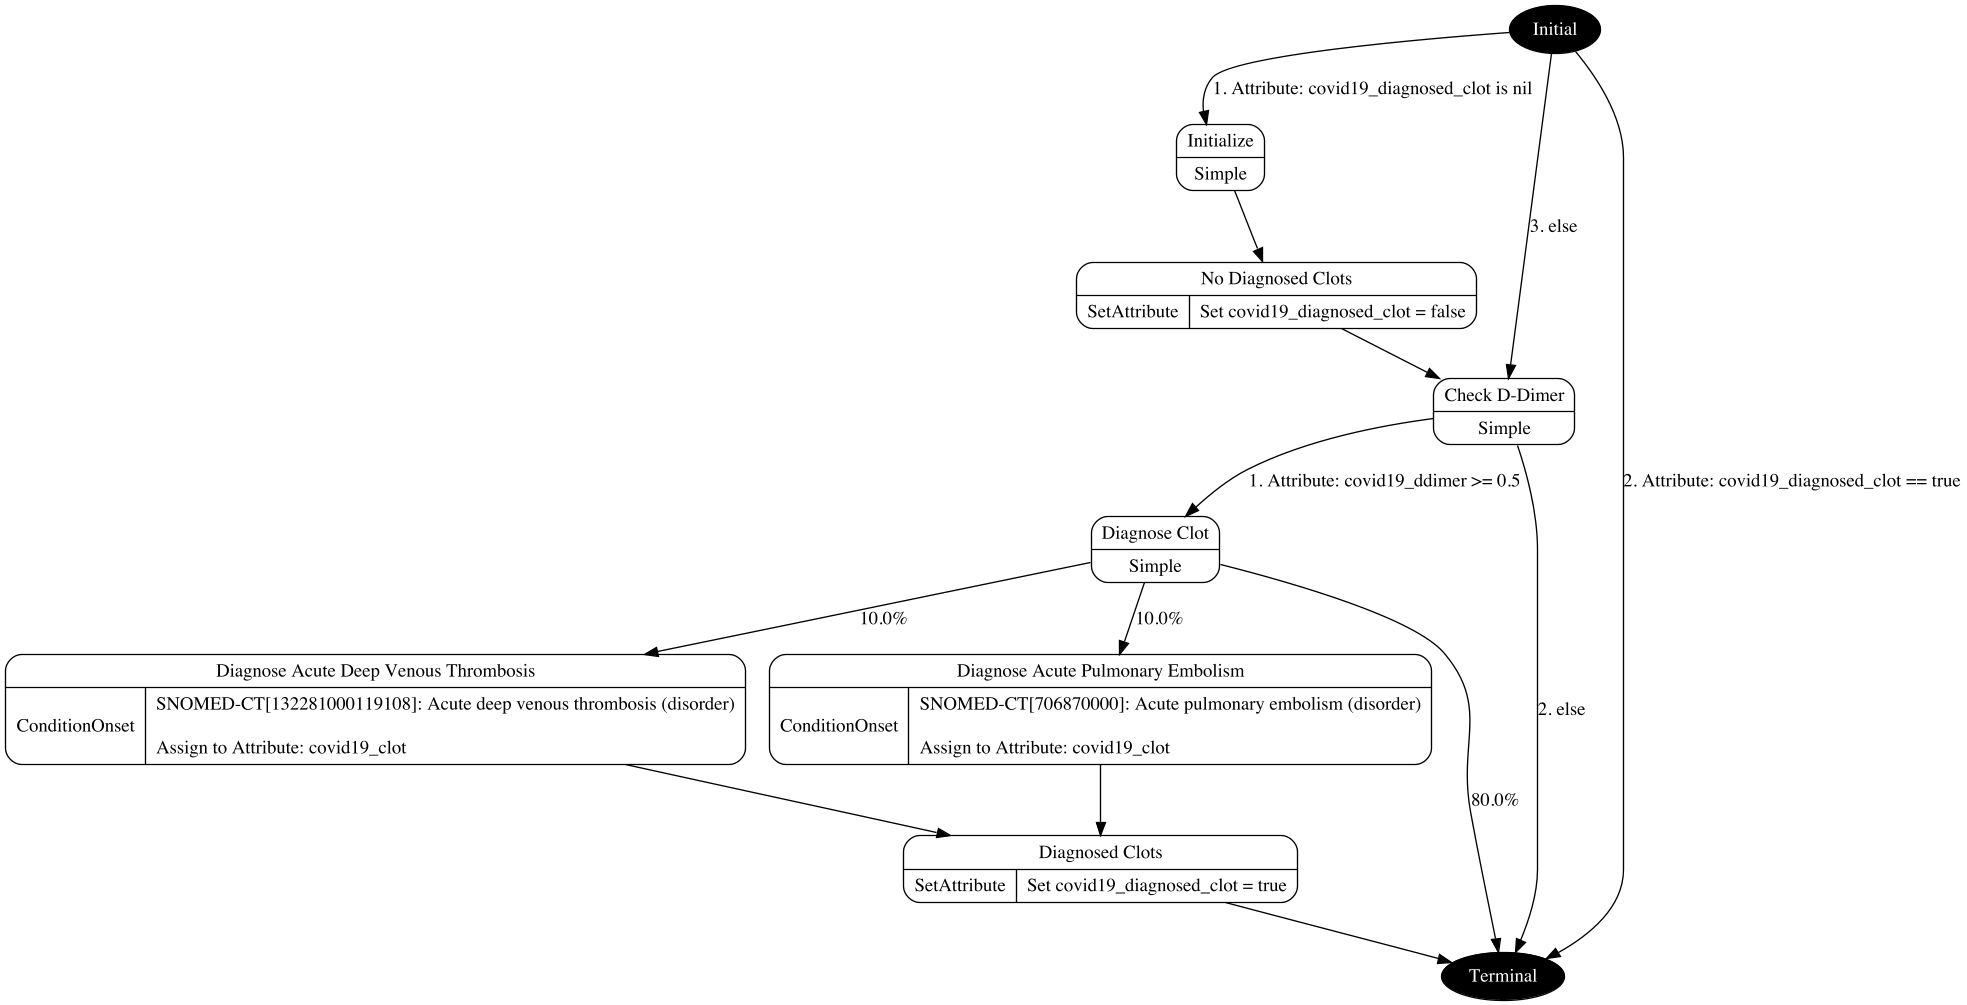 Initial
1. Attribute: covid19_diagnosed_clot is nil
Initialize
Simple
3. else
No Diagnosed Clots
SetAttribute
Set covid19_diagnosed_clot = false
Check D-Dimer
Simple
1. Attribute: covid19_ddimer >= 0.5
2. Attribute: covid19_diagnosed_clot == true
Diagnose Clot
Simple
10.0%
10.0%
Diagnose Acute Deep Venous Thrombosis
ConditionOnset
SNOMED-CT[132281000119108]: Acute deep venous thrombosis (disorder)
Assign to Attribute: covid19_clot
Diagnose Acute Pulmonary Embolism
ConditionOnset
SNOMED-CT[706870000]: Acute pulmonary embolism (disorder)
Assign to Attribute: covid19_clot
2. else
80.0%
Diagnosed Clots
SetAttribute
Set covid19_diagnosed_clot = true
Terminal